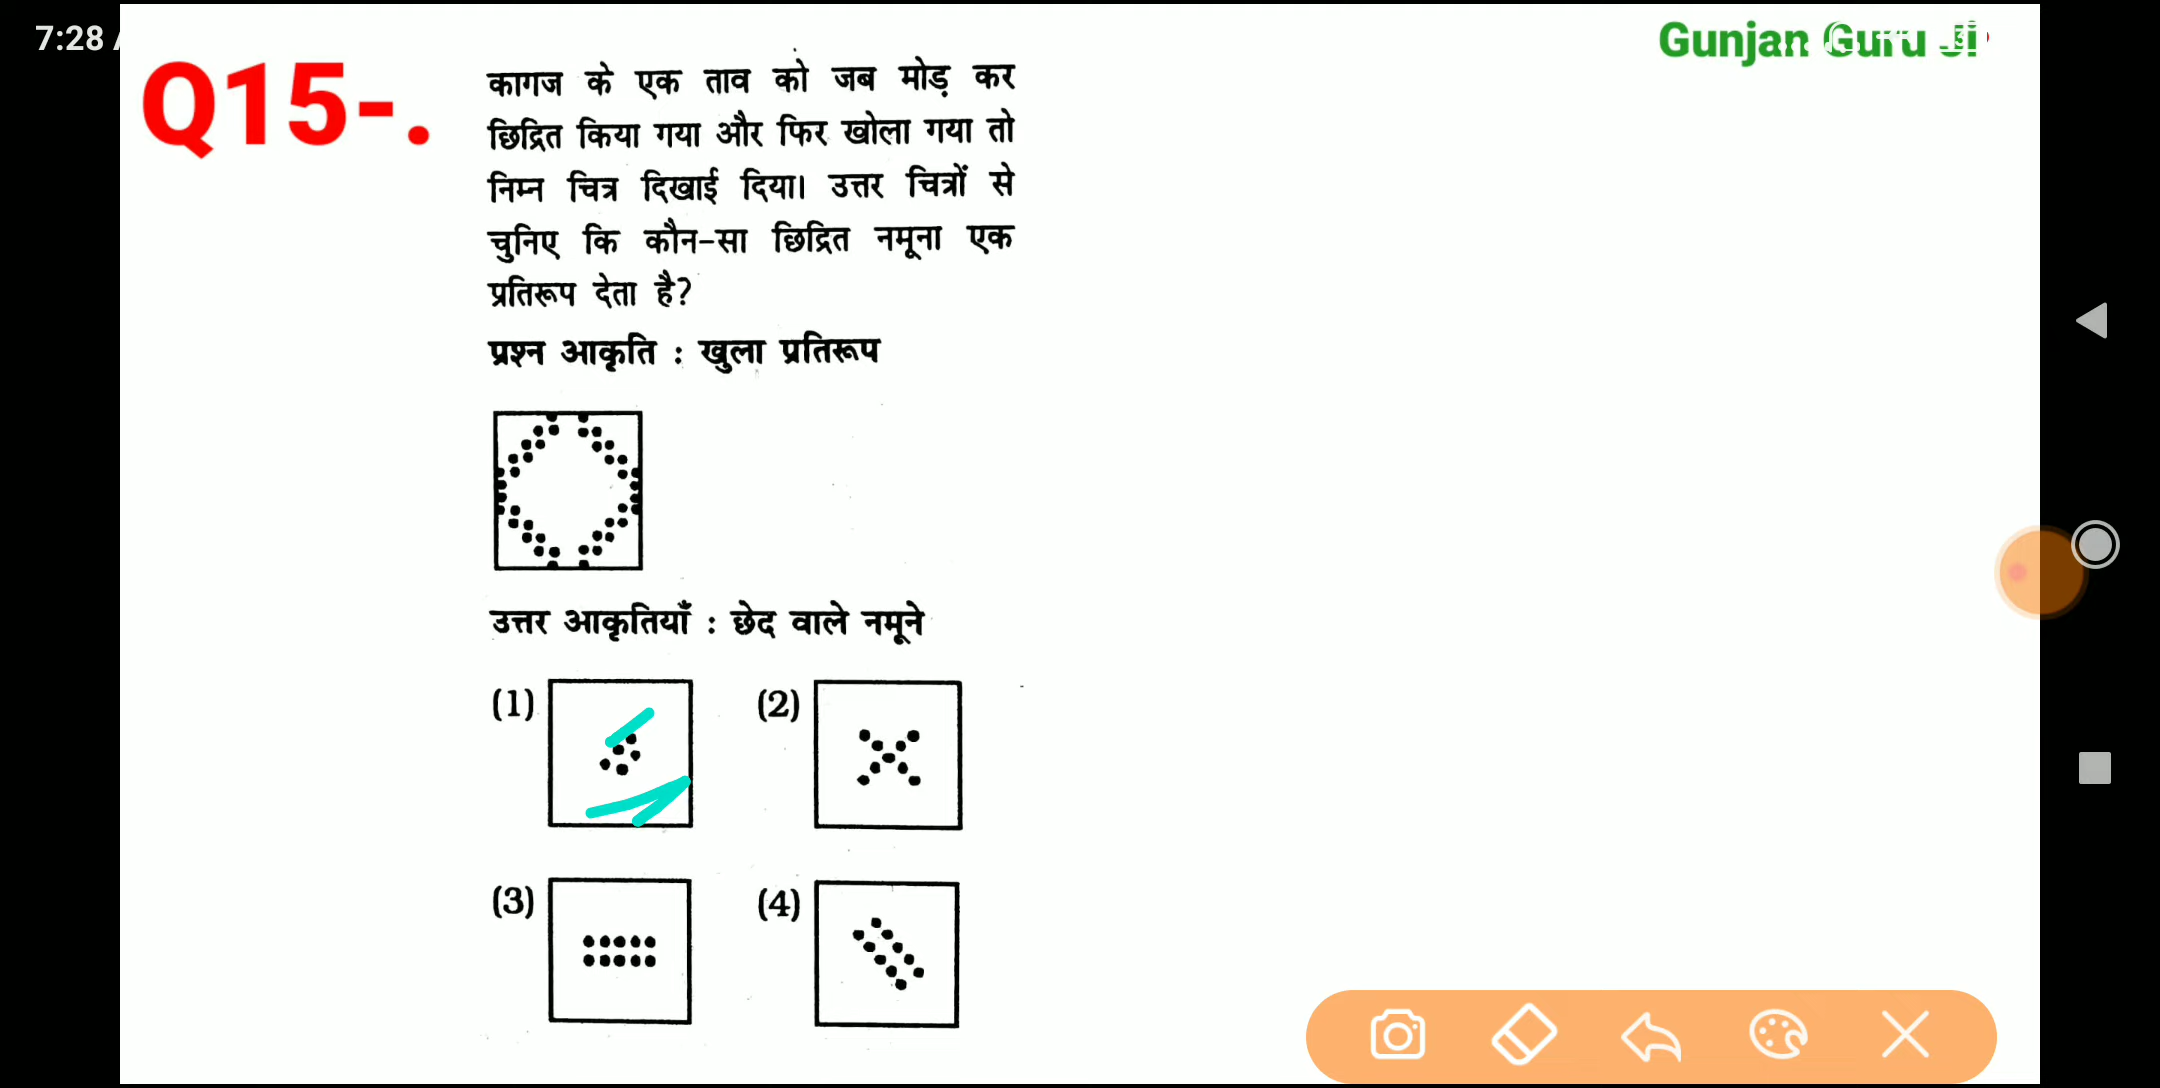 7:28
Gunjan Guru Ji
Q15-.
कागज के एक ताव को जब मोड़ कर
छिद्रित किया गया और फिर खोला गया तो
निम्न चित्र दिखाई दिया। उत्तर चित्रों से
चुनिए कि कौन-सा छिद्रित नमूना एक
प्रतिरूप देता है?
प्रश्न आकृति : खुला प्रतिरूप
उत्तर आकृतियाँ : छेद वाले नमूने
(1) (2)
(3) (4)